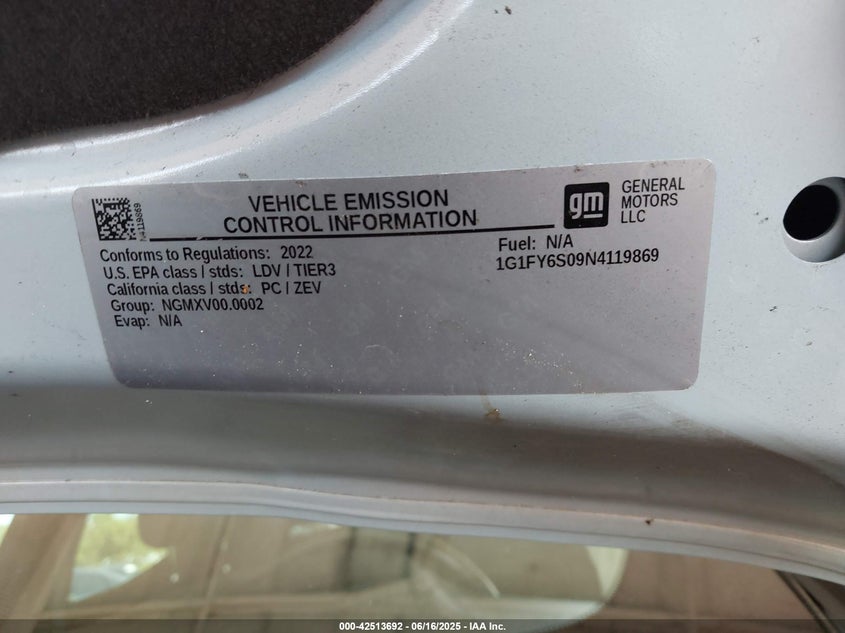 N4119869
VEHICLE EMISSION
CONTROL INFORMATION
gm
GENERAL
MOTORS
LLC
Conforms to Regulations: 2022
U.S. EPA class / stds: LDV / TIER3
California class / stds: PC / ZEV
Group: NGMXV00.0002
Evap: N/A
Fuel: N/A
1G1FY6S09N4119869
000-42513692 - 06/16/2025 - IAA Inc.